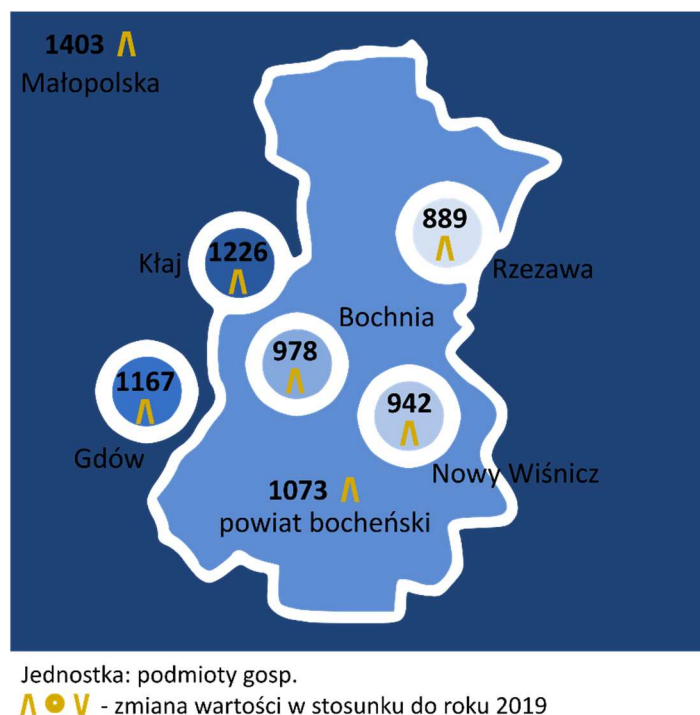 1403
Małopolska
889
1226
Kłaj
Rzezawa
Bochnia
978
1167
942
Gdów
Nowy Wiśnicz
1073
powiat bocheński
Jednostka: podmioty gosp.
- zmiana wartości w stosunku do roku 2019